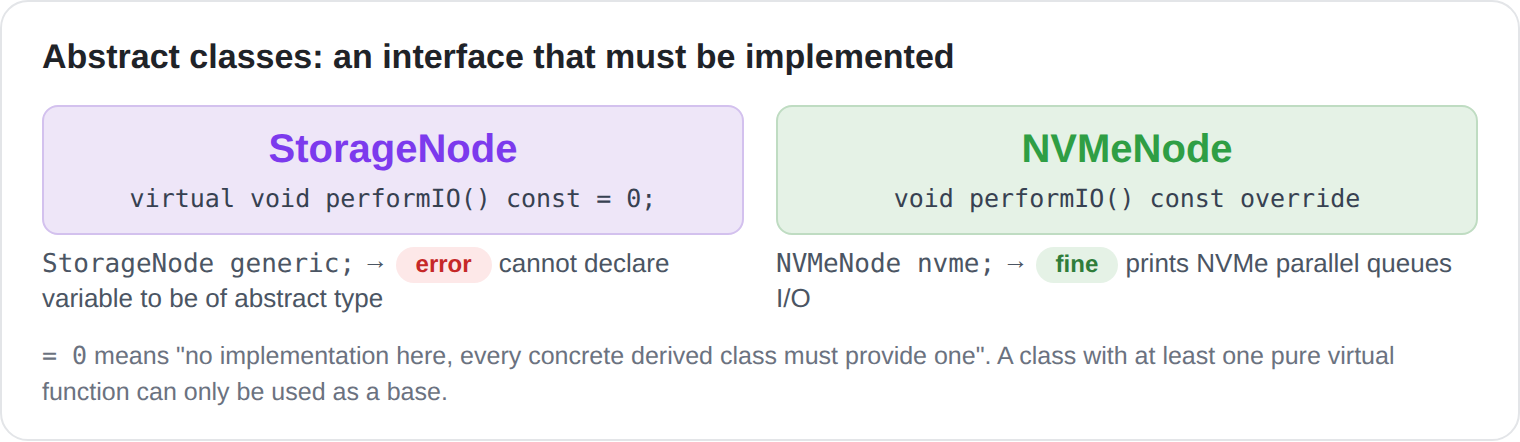 Abstract classes: an interface that must be implemented
StorageNode
virtual void performIO() const = 0;
StorageNode generic; → error cannot declare
variable to be of abstract type
NVMeNode
void performIO() const override
NVMeNode nvme; → fine prints NVMe parallel queues
I/O
= 0 means "no implementation here, every concrete derived class must provide one". A class with at least one pure virtual
function can only be used as a base.